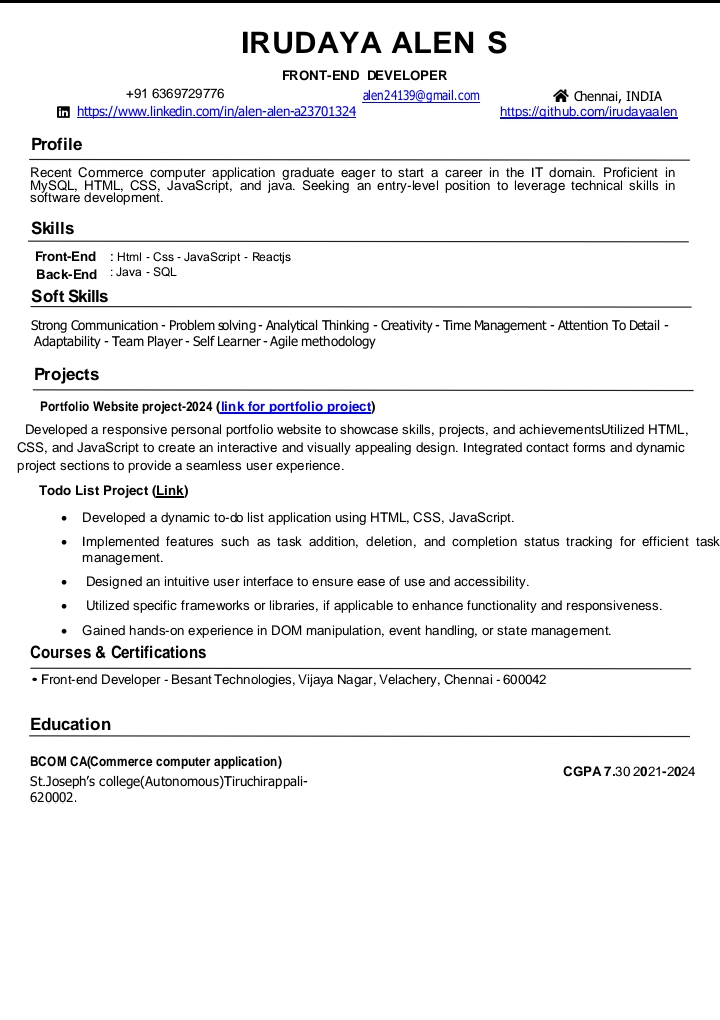 IRUDAYA ALEN S
FRONT-END DEVELOPER
+91 6369729776 alen24139@gmail.com Chennai, INDIA
https://www.linkedin.com/in/alen-alen-a23701324 https://github.com/irudayaalen
Profile
Recent Commerce computer application graduate eager to start a career in the IT domain. Proficient in
MySQL, HTML, CSS, JavaScript, and java. Seeking an entry-level position to leverage technical skills in
software development.
Skills
Front-End : Html - Css - JavaScript - Reactjs
Back-End : Java - SQL
Soft Skills
Strong Communication - Problem solving - Analytical Thinking - Creativity - Time Management - Attention To Detail -
Adaptability - Team Player - Self Learner - Agile methodology
Projects
Portfolio Website project-2024 (link for portfolio project)
Developed a responsive personal portfolio website to showcase skills, projects, and achievementsUtilized HTML,
CSS, and JavaScript to create an interactive and visually appealing design. Integrated contact forms and dynamic
project sections to provide a seamless user experience.
Todo List Project (Link)
• Developed a dynamic to-do list application using HTML, CSS, JavaScript.
• Implemented features such as task addition, deletion, and completion status tracking for efficient task
management.
• Designed an intuitive user interface to ensure ease of use and accessibility.
• Utilized specific frameworks or libraries, if applicable to enhance functionality and responsiveness.
• Gained hands-on experience in DOM manipulation, event handling, or state management.
Courses & Certifications
• Front-end Developer - Besant Technologies, Vijaya Nagar, Velachery, Chennai - 600042
Education
BCOM CA(Commerce computer application)
CGPA 7.30 2021-2024
St.Joseph’s college(Autonomous)Tiruchirappali-
620002.